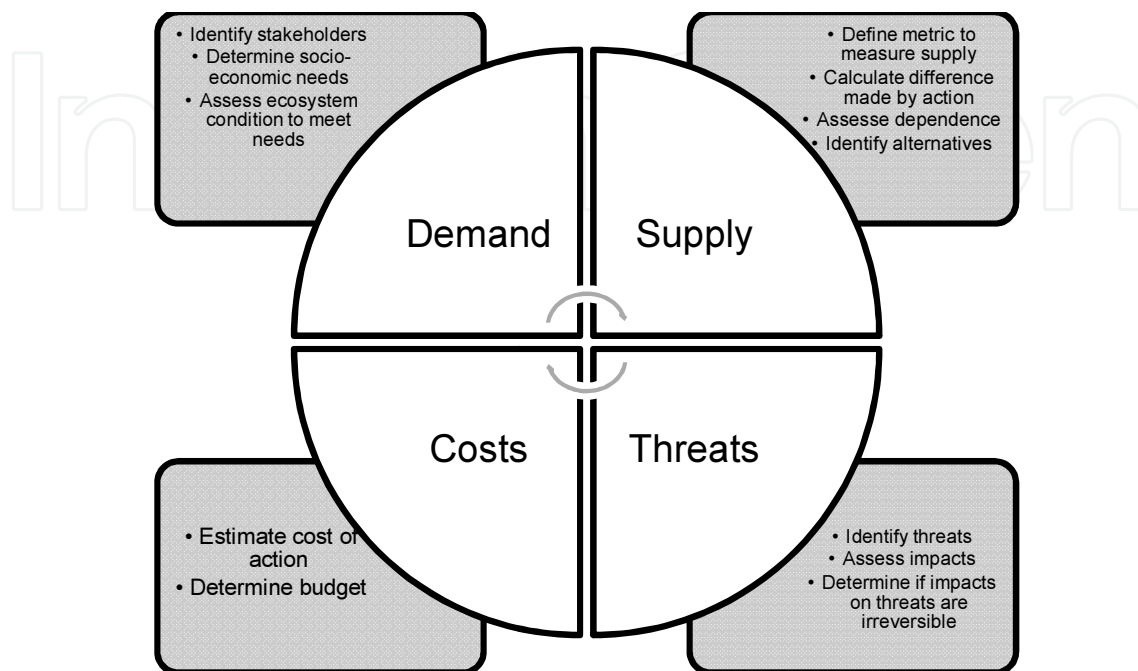 • Identify stakeholders
• Determine socio-
economic needs
• Assess ecosystem
condition to meet
needs
• Define metric to
measure supply
• Calculate difference
made by action
• Assesse dependence
• Identify alternatives
Demand
Supply
Costs
Threats
• Estimate cost of
action
• Determine budget
• Identify threats
• Assess impacts
• Determine if impacts
on threats are
irreversible